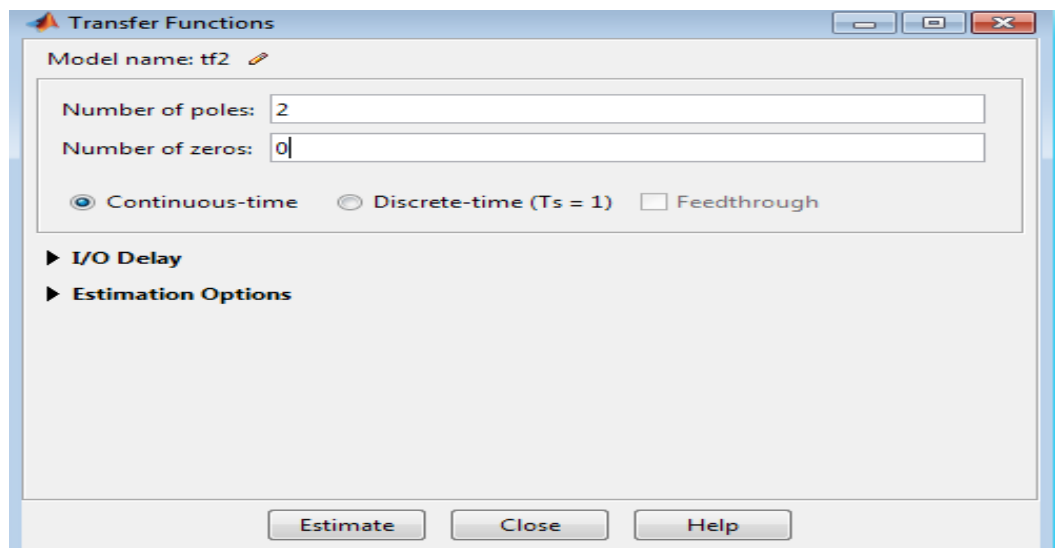 Transfer Functions
Model name: tf2
Number of poles: 2
Number of zeros: 0
Continuous-time Discrete-time (Ts = 1) Feedthrough
I/O Delay
Estimation Options
Estimate Close Help